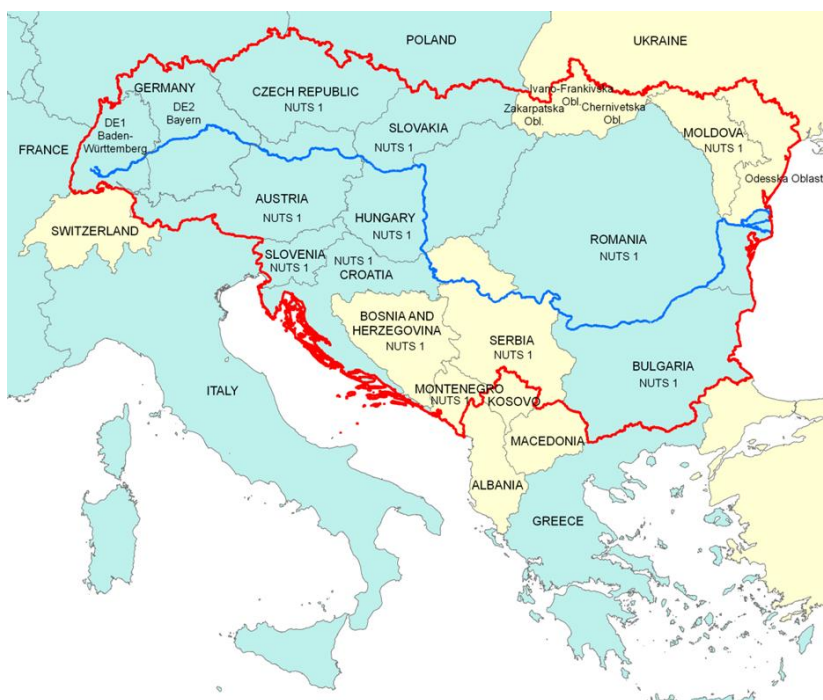 POLAND
UKRAINE
GERMANY
CZECH REPUBLIC
NUTS 1
DE2
Bayern
DE1
Baden-
Württemberg
FRANCE
Ivano-Frankivska
Obl.
Zakarpatska
Obl.
Chernivetska
Obl.
SLOVAKIA
NUTS 1
MOLDOVA
NUTS 1
Odesska Oblast
AUSTRIA
NUTS 1
HUNGARY
NUTS 1
SWITZERLAND
ROMANIA
NUTS 1
SLOVENIA
NUTS 1
NUTS 1
CROATIA
BOSNIA AND
HERZEGOVINA
NUTS 1
SERBIA
NUTS 1
BULGARIA
NUTS 1
ITALY
MONTENEGRO
NUTS 1
KOSOVO
MACEDONIA
ALBANIA
GREECE